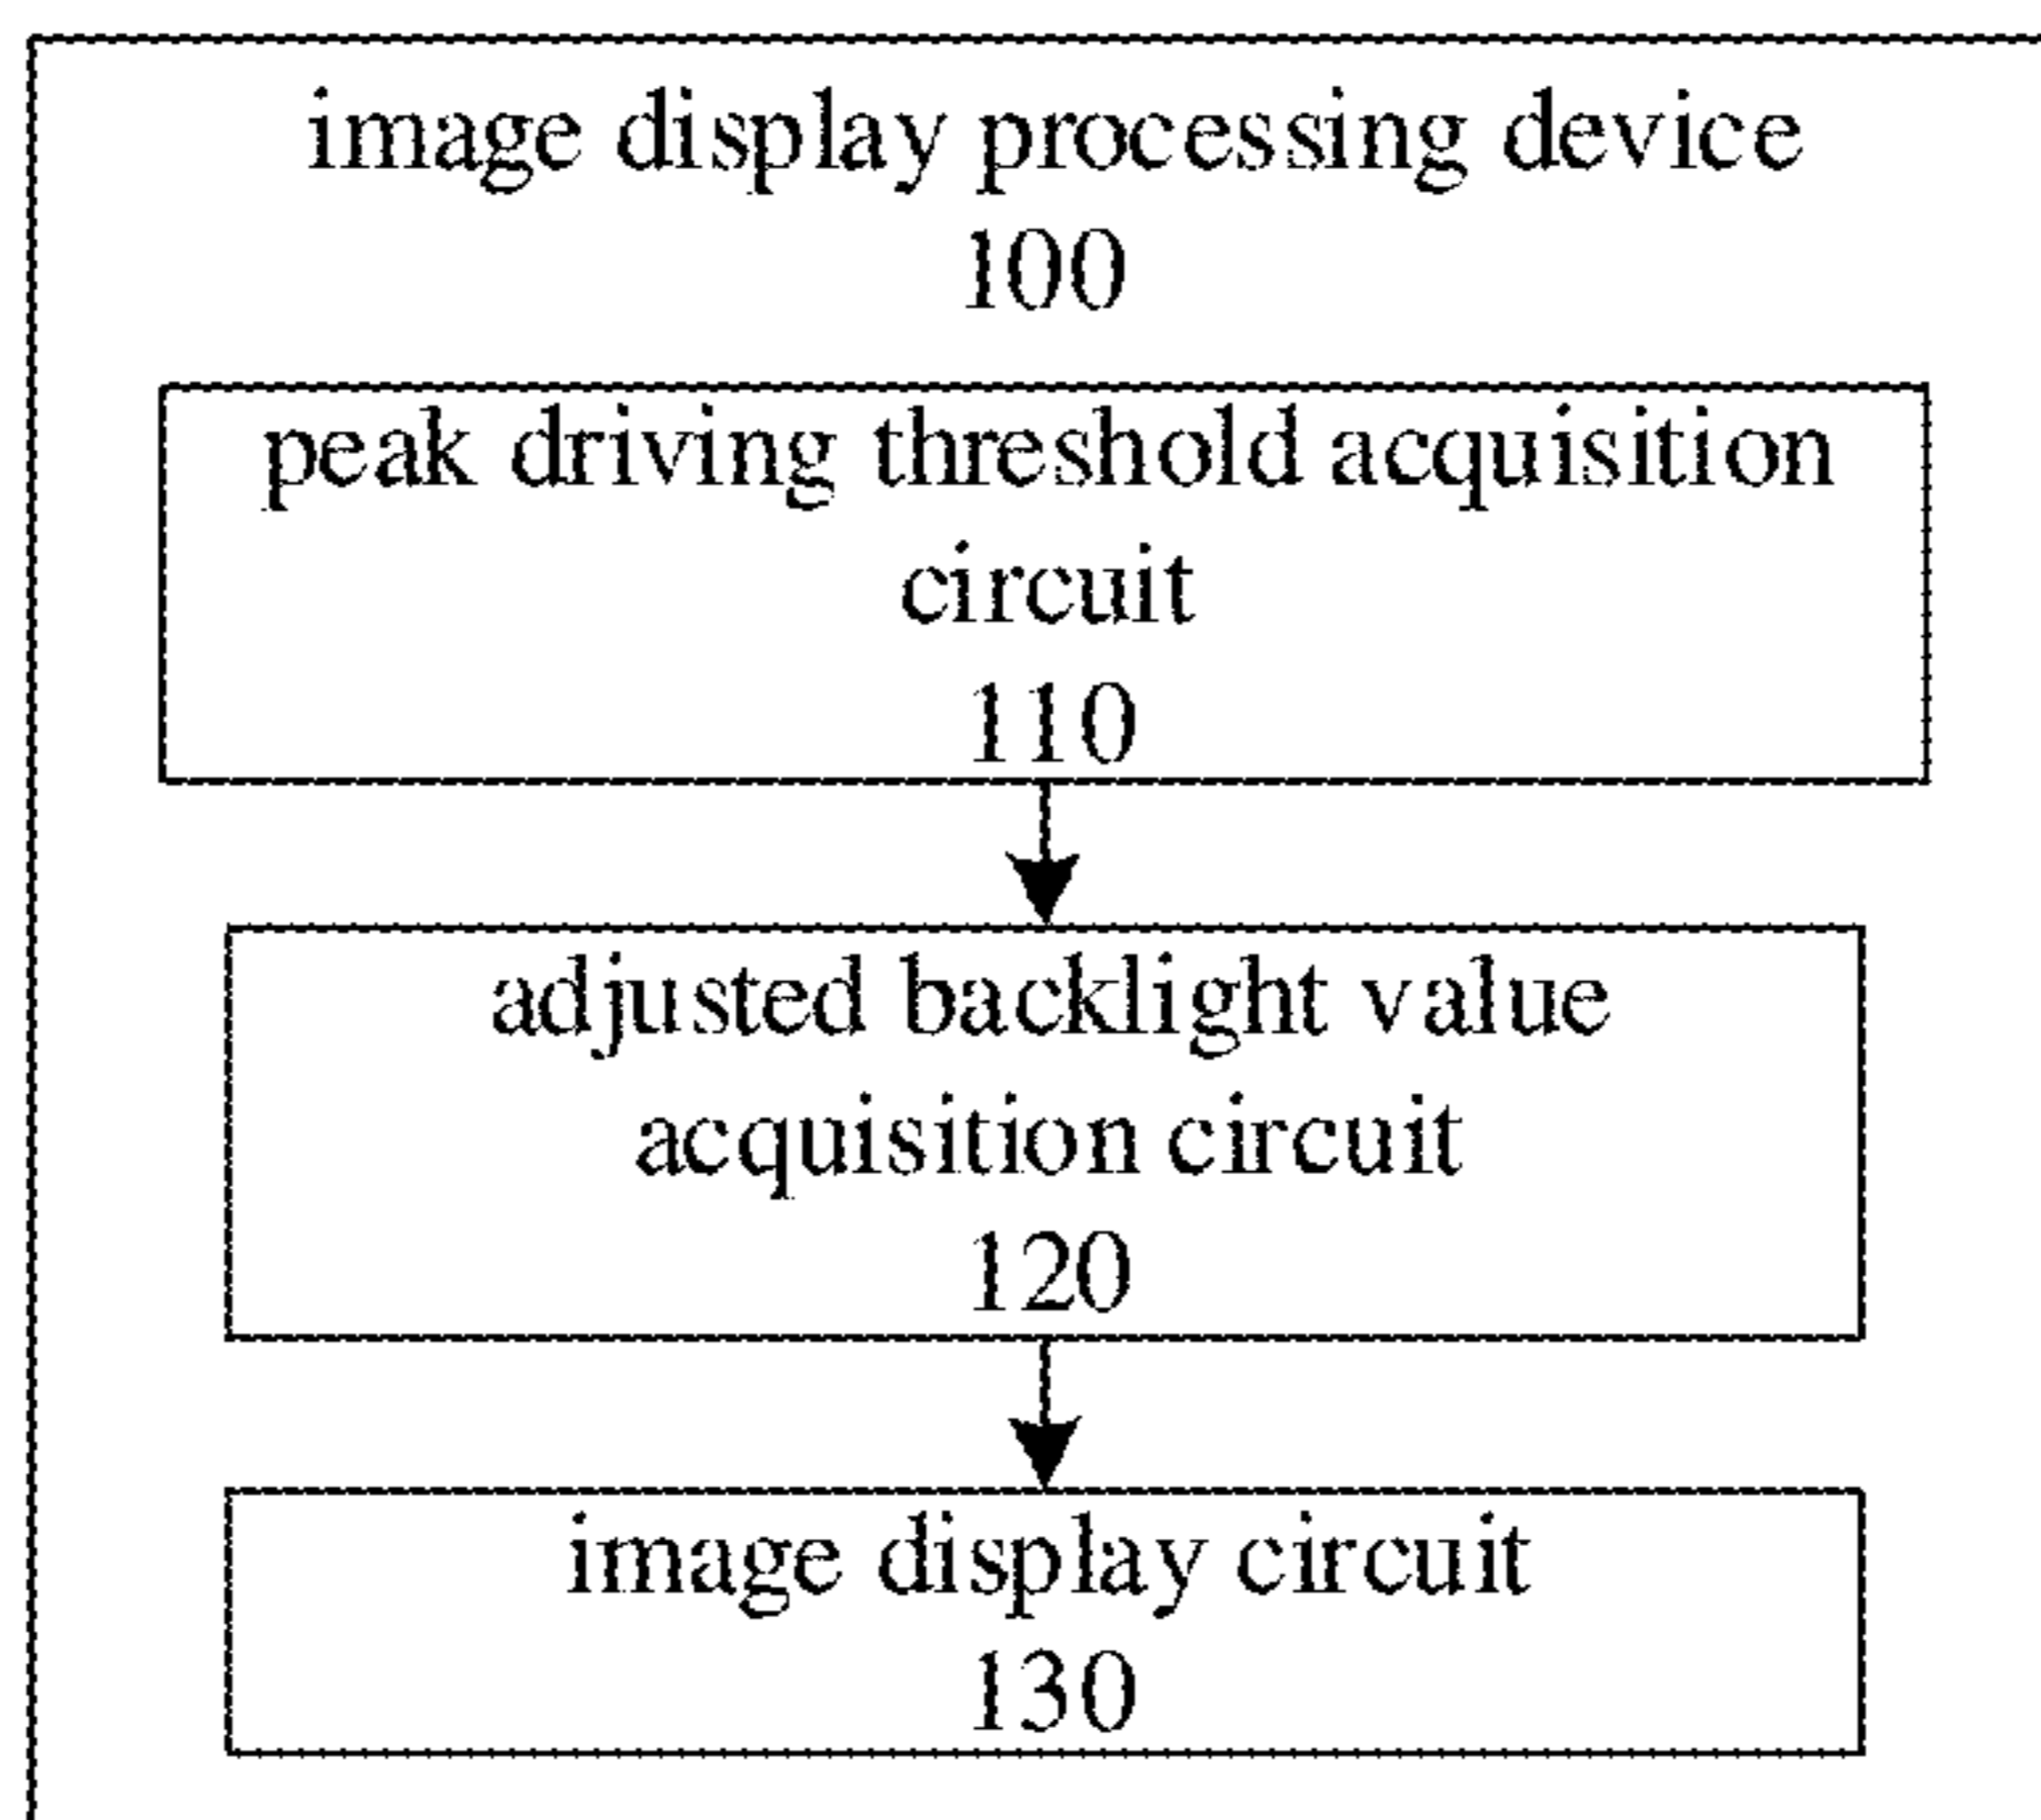 image display processing device
100
peak driving threshold acquisition
circuit
110
adjusted backlight value
acquisition circuit
120
image display circuit
130